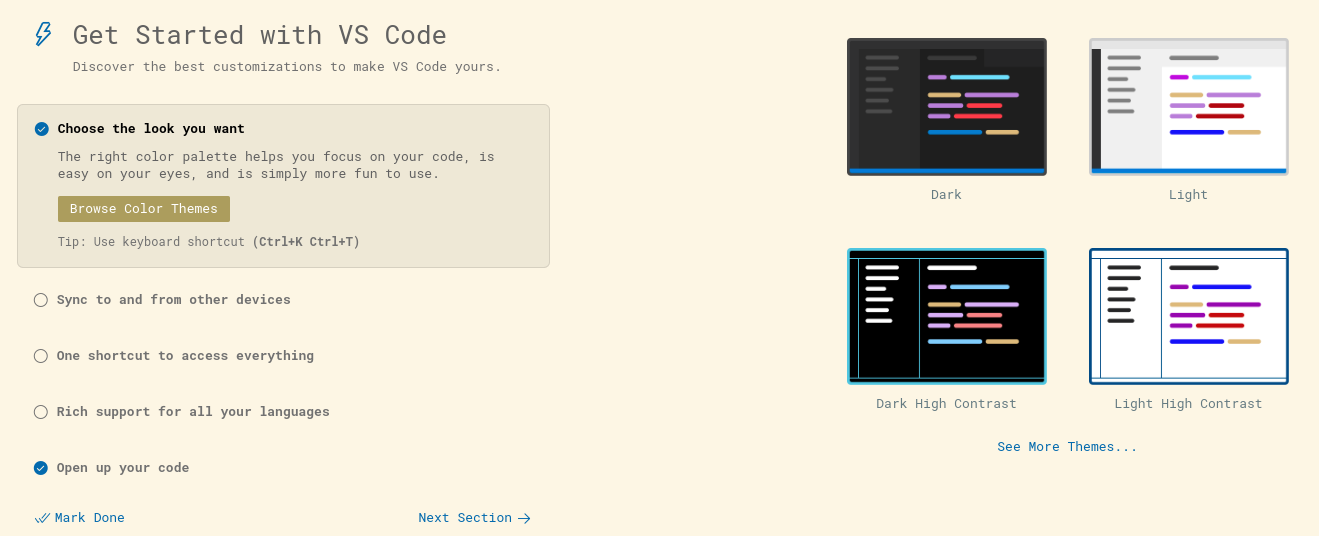 Get Started with VS Code
Discover the best customizations to make VS Code yours.
Choose the look you want
The right color palette helps you focus on your code, is
easy on your eyes, and is simply more fun to use.
Browse Color Themes
Tip: Use keyboard shortcut (Ctrl+K Ctrl+T)
Sync to and from other devices
One shortcut to access everything
Rich support for all your languages
Open up your code
Mark Done
Next Section
Dark
Light
Dark High Contrast
Light High Contrast
See More Themes...